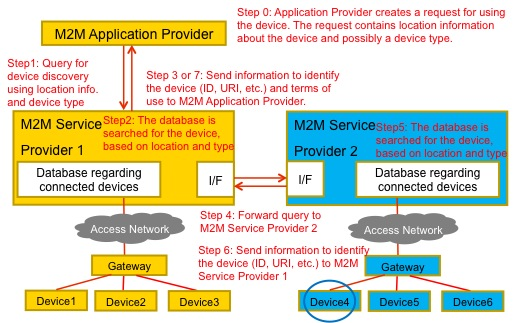 Step 0: Application Provider creates a request for using
the device. The request contains location information
about the device and possibly a device type.
M2M Application Provider
Step1: Query for
device discovery
using location info.
and device type
Step 3 or 7: Send information to identify
the device (ID, URI, etc.) and terms of
use to M2M Application Provider.
M2M Service
Provider 1
Step2: The database is
searched for the device,
based on location and type
Database regarding
connected devices
I/F
M2M Service
Provider 2
Step5: The database is
searched for the device,
based on location and type
I/F
Database regarding
connected devices
Step 4: Forward query to
M2M Service Provider 2
Access Network
Access Network
Step 6: Send information to identify
the device (ID, URI, etc.) to M2M
Service Provider 1
Gateway
Gateway
Device1
Device2
Device3
Device4
Device5
Device6